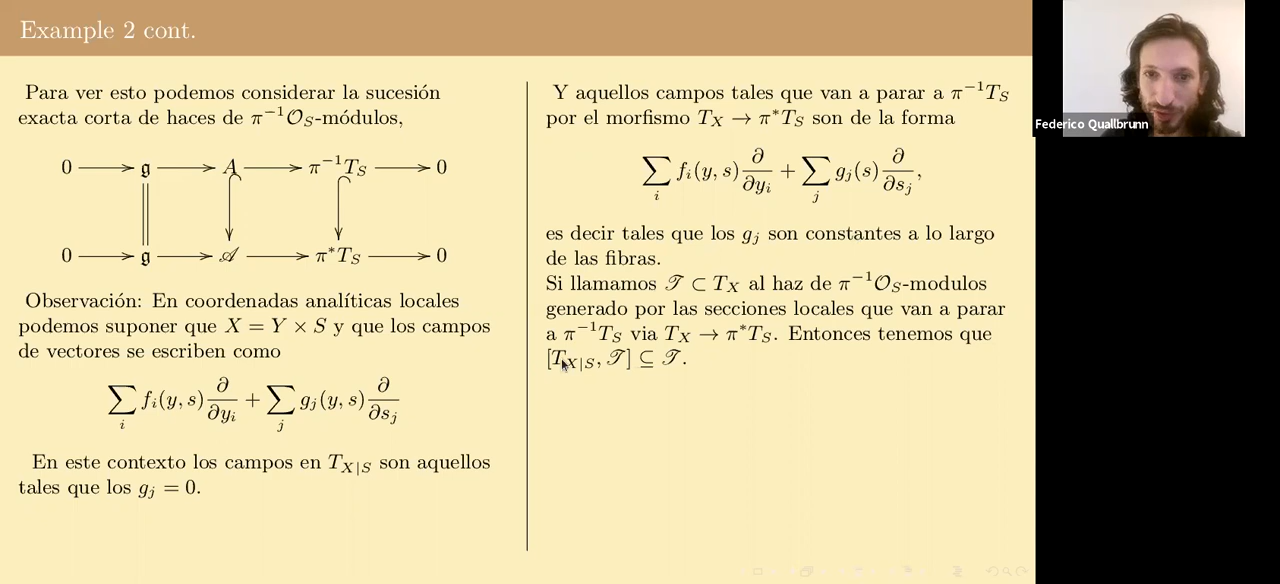 Example 2 cont.
Para ver esto podemos considerar la sucesión
exacta corta de haces de π⁻¹𝒪_S-módulos,
0 → 𝔤 → A → π⁻¹T_S → 0
0 → 𝔤 → 𝒜 → π*T_S → 0
Observación: En coordenadas analíticas locales
podemos suponer que X = Y × S y que los campos
de vectores se escriben como
∑_i f_i(y, s) ∂/∂y_i + ∑_j g_j(y, s) ∂/∂s_j
En este contexto los campos en T_{X|S} son aquellos
tales que los g_j = 0.
Y aquellos campos tales que van a parar a π⁻¹T_S
por el morfismo T_X → π*T_S son de la forma
∑_i f_i(y, s) ∂/∂y_i + ∑_j g_j(s) ∂/∂s_j,
es decir tales que los g_j son constantes a lo largo
de las fibras.
Si llamamos 𝒯 ⊂ T_X al haz de π⁻¹𝒪_S-modulos
generado por las secciones locales que van a parar
a π⁻¹T_S via T_X → π*T_S. Entonces tenemos que
[T_{X|S}, 𝒯] ⊆ 𝒯.
Federico Quallbrunn